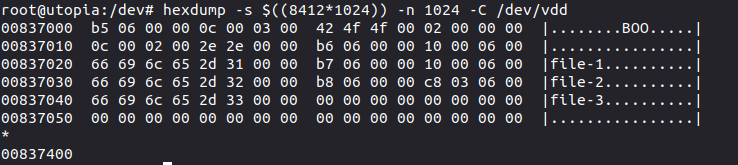 root@utopia:/dev# hexdump -s $((8412*1024)) -n 1024 -C /dev/vdd
00837000  b5 06 00 00 0c 00 03 00  42 4f 4f 00 02 00 00 00  |........BOO.....|
00837010  0c 00 02 00 2e 2e 00 00  b6 06 00 00 10 00 06 00  |................|
00837020  66 69 6c 65 2d 31 00 00  b7 06 00 00 10 00 06 00  |file-1..........|
00837030  66 69 6c 65 2d 32 00 00  b8 06 00 00 c8 03 06 00  |file-2..........|
00837040  66 69 6c 65 2d 33 00 00  00 00 00 00 00 00 00 00  |file-3..........|
00837050  00 00 00 00 00 00 00 00  00 00 00 00 00 00 00 00  |................|
*
00837400